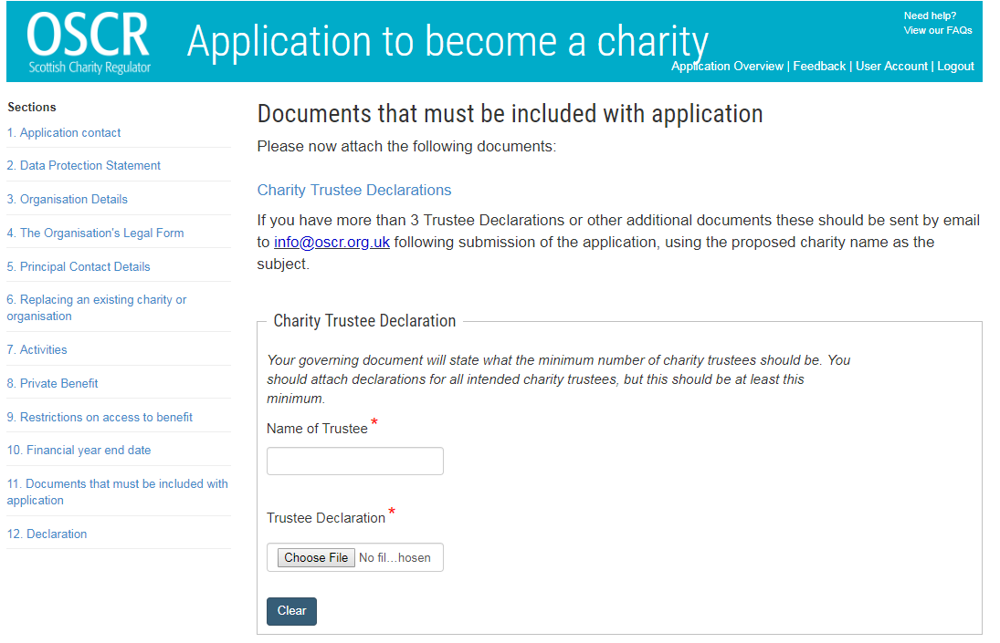 OSCR
Scottish Charity Regulator
Application to become a charity
Need help?
View our FAQs
Application Overview | Feedback | User Account | Logout
Sections
1. Application contact
2. Data Protection Statement
3. Organisation Details
4. The Organisation's Legal Form
5. Principal Contact Details
6. Replacing an existing charity or
organisation
7. Activities
8. Private Benefit
9. Restrictions on access to benefit
10. Financial year end date
11. Documents that must be included with
application
12. Declaration
Documents that must be included with application
Please now attach the following documents:
Charity Trustee Declarations
If you have more than 3 Trustee Declarations or other additional documents these should be sent by email
to info@oscr.org.uk following submission of the application, using the proposed charity name as the
subject.
Charity Trustee Declaration
Your governing document will state what the minimum number of charity trustees should be. You
should attach declarations for all intended charity trustees, but this should be at least this
minimum.
Name of Trustee *
Trustee Declaration *
Choose File No fil...hosen
Clear